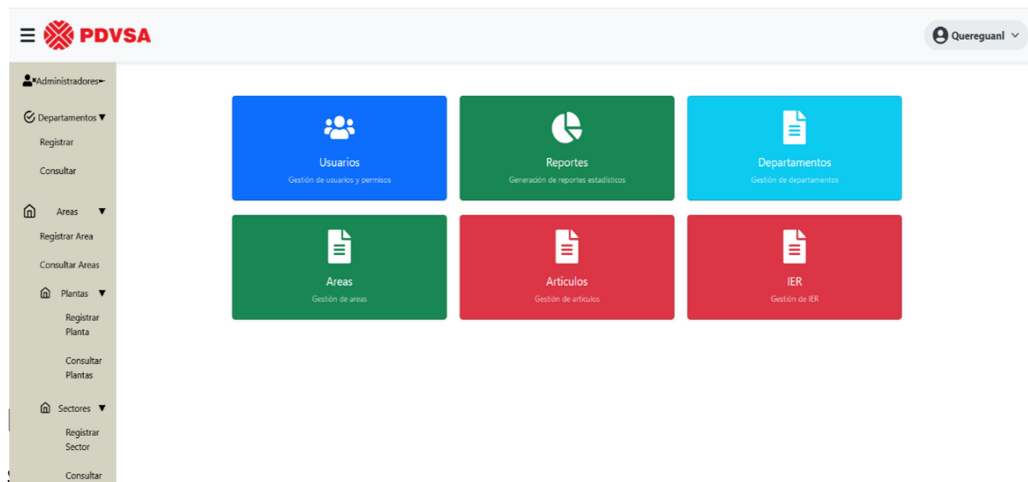 PDVSA
Quereguanl
Administradores
Departamentos
Registrar
Consultar
Areas
Registrar Area
Consultar Areas
Plantas
Registrar
Planta
Consultar
Plantas
Sectores
Registrar
Sector
Consultar
Usuarios
Gestión de usuarios y permisos
Reportes
Generación de reportes estadísticos
Departamentos
Gestión de departamentos
Areas
Gestión de areas
Articulos
Gestión de articulos
IER
Gestión de IER